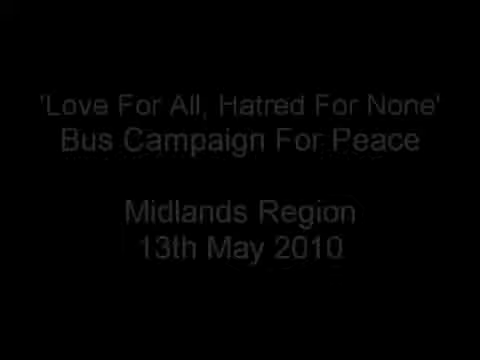 'Love For All, Hatred For None'
Bus Campaign For Peace
Midlands Region
13th May 2010